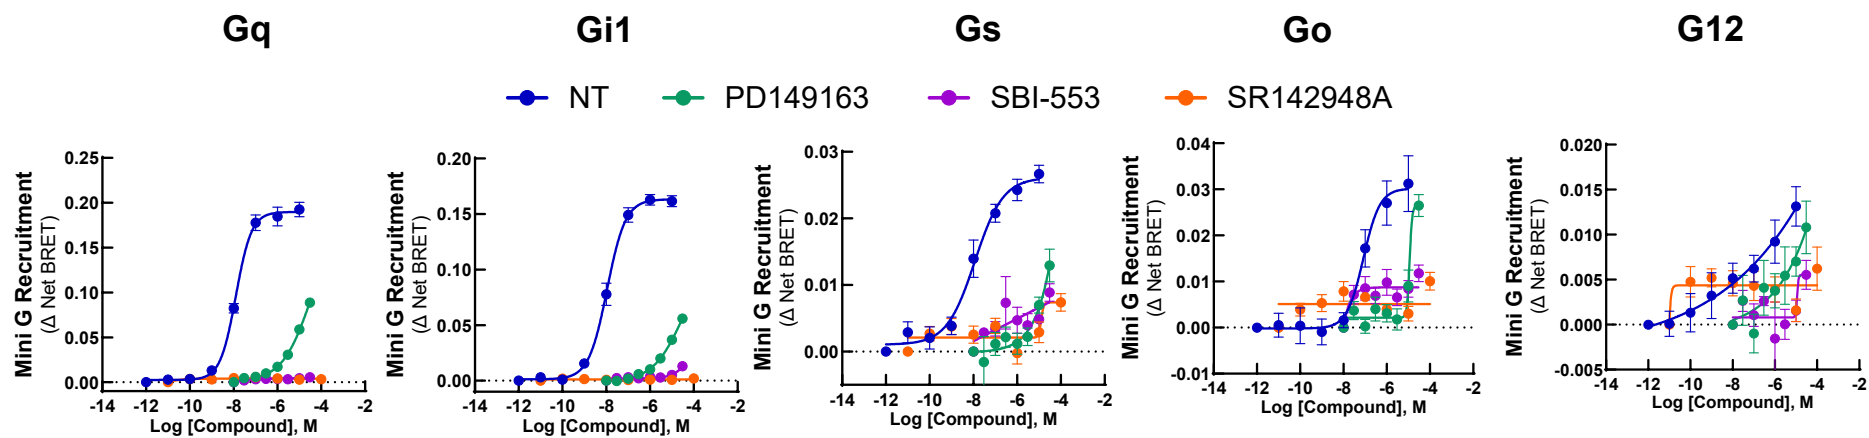 Gq Gi1 Gs Go G12
NT PD149163 SBI-553 SR142948A
Mini G Recruitment
(Δ Net BRET)
0.25
0.20
0.15
0.10
0.05
0.00
-14 -12 -10 -8 -6 -4 -2
Log [Compound], M
Mini G Recruitment
(Δ Net BRET)
0.20
0.15
0.10
0.05
0.00
-14 -12 -10 -8 -6 -4 -2
Log [Compound], M
Mini G Recruitment
(Δ Net BRET)
0.03
0.02
0.01
0.00
-14 -12 -10 -8 -6 -4 -2
Log [Compound], M
Mini G Recruitment
(Δ Net BRET)
0.04
0.03
0.02
0.01
0.00
-0.01
-14 -12 -10 -8 -6 -4 -2
Log [Compound], M
Mini G Recruitment
(Δ Net BRET)
0.020
0.015
0.010
0.005
0.000
-0.005
-14 -12 -10 -8 -6 -4 -2
Log [Compound], M